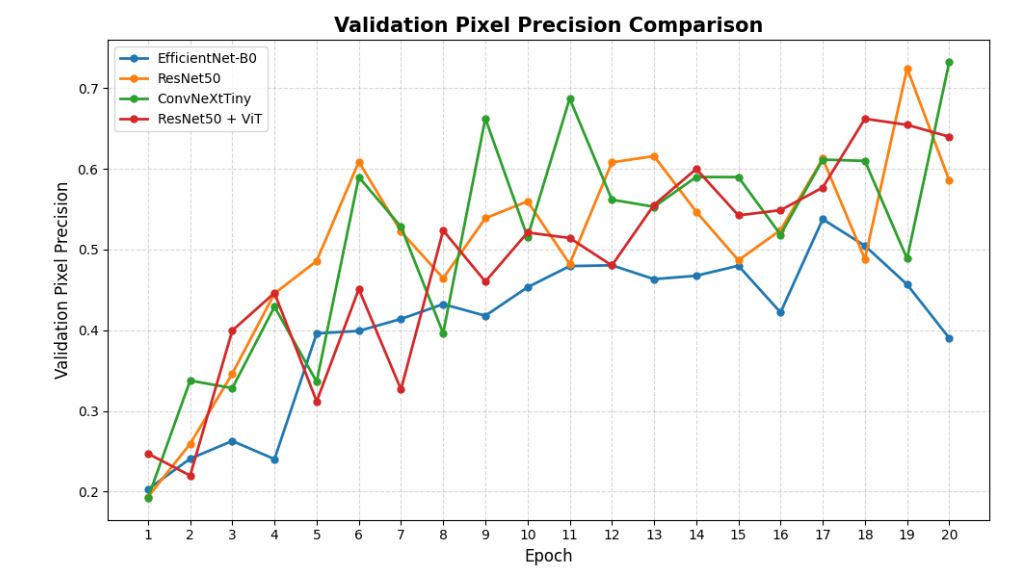 Validation Pixel Precision Comparison
EfficientNet-B0
ResNet50
ConvNeXtTiny
ResNet50 + ViT
Validation Pixel Precision
0.7
0.6
0.5
0.4
0.3
0.2
1 2 3 4 5 6 7 8 9 10 11 12 13 14 15 16 17 18 19 20
Epoch